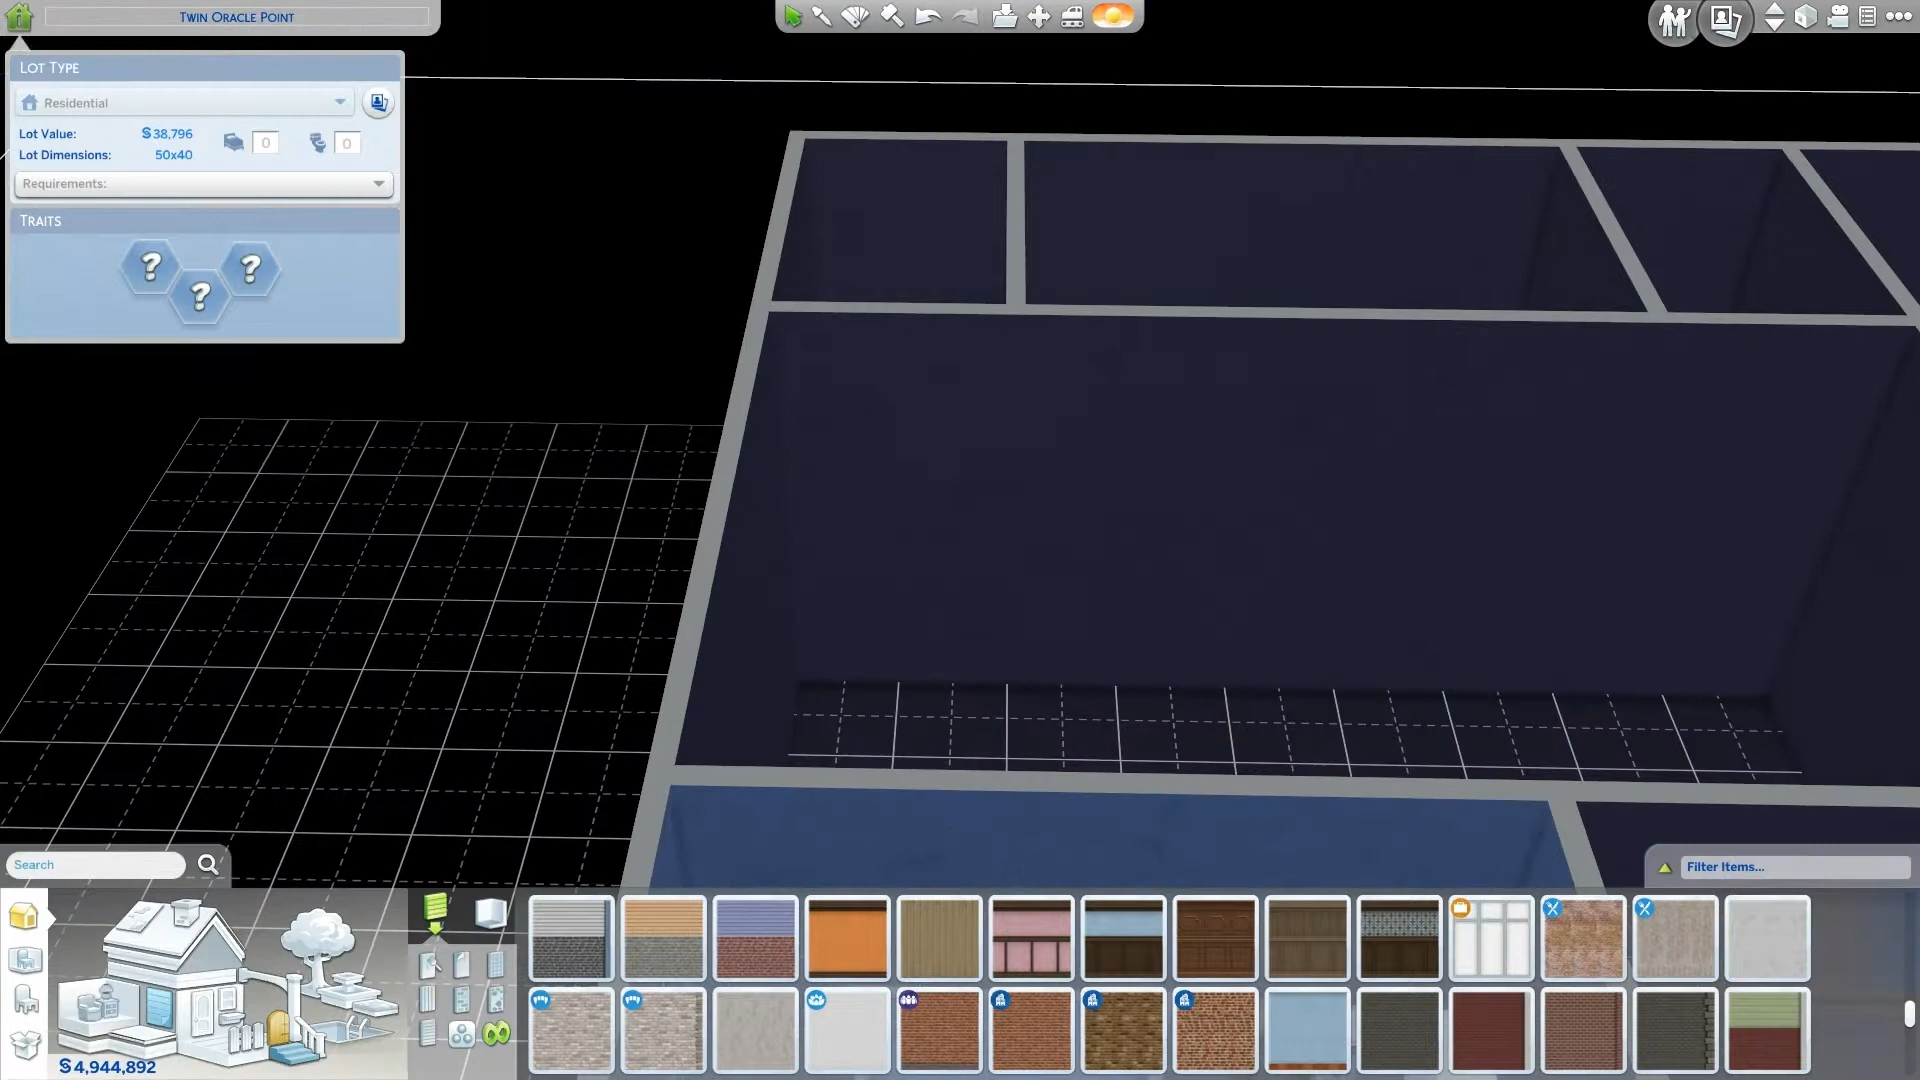 TWIN ORACLE POINT
LOT TYPE
Residential
Lot Value: §38,796
0
0
Lot Dimensions: 50x40
Requirements:
TRAITS
? ? ?
Search
Filter Items...
§4,944,892